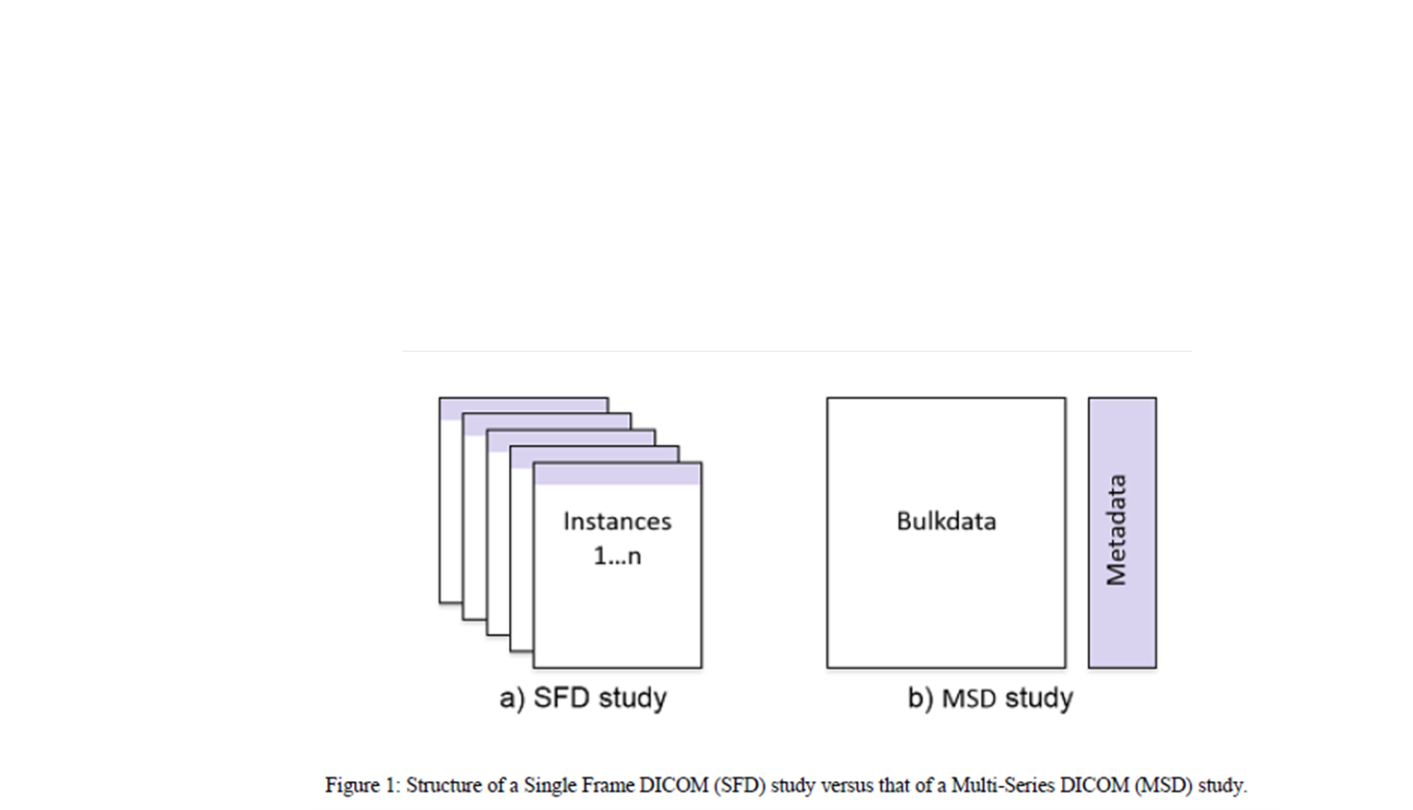 Instances
1...n
Bulkdata
Metadata
a) SFD study
b) MSD study
Figure 1: Structure of a Single Frame DICOM (SFD) study versus that of a Multi-Series DICOM (MSD) study.